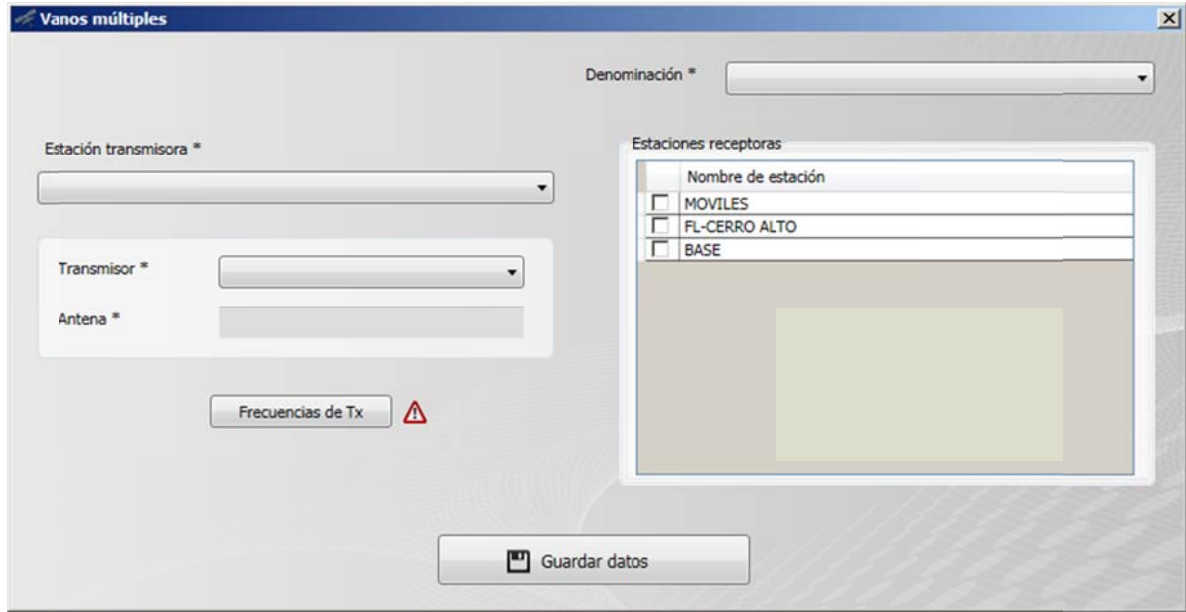 Vanos múltiples
Denominación *
Estación transmisora *
Estaciones receptoras
Nombre de estación
MOVILES
FL-CERRO ALTO
BASE
Transmisor *
Antena *
Frecuencias de Tx
Guardar datos